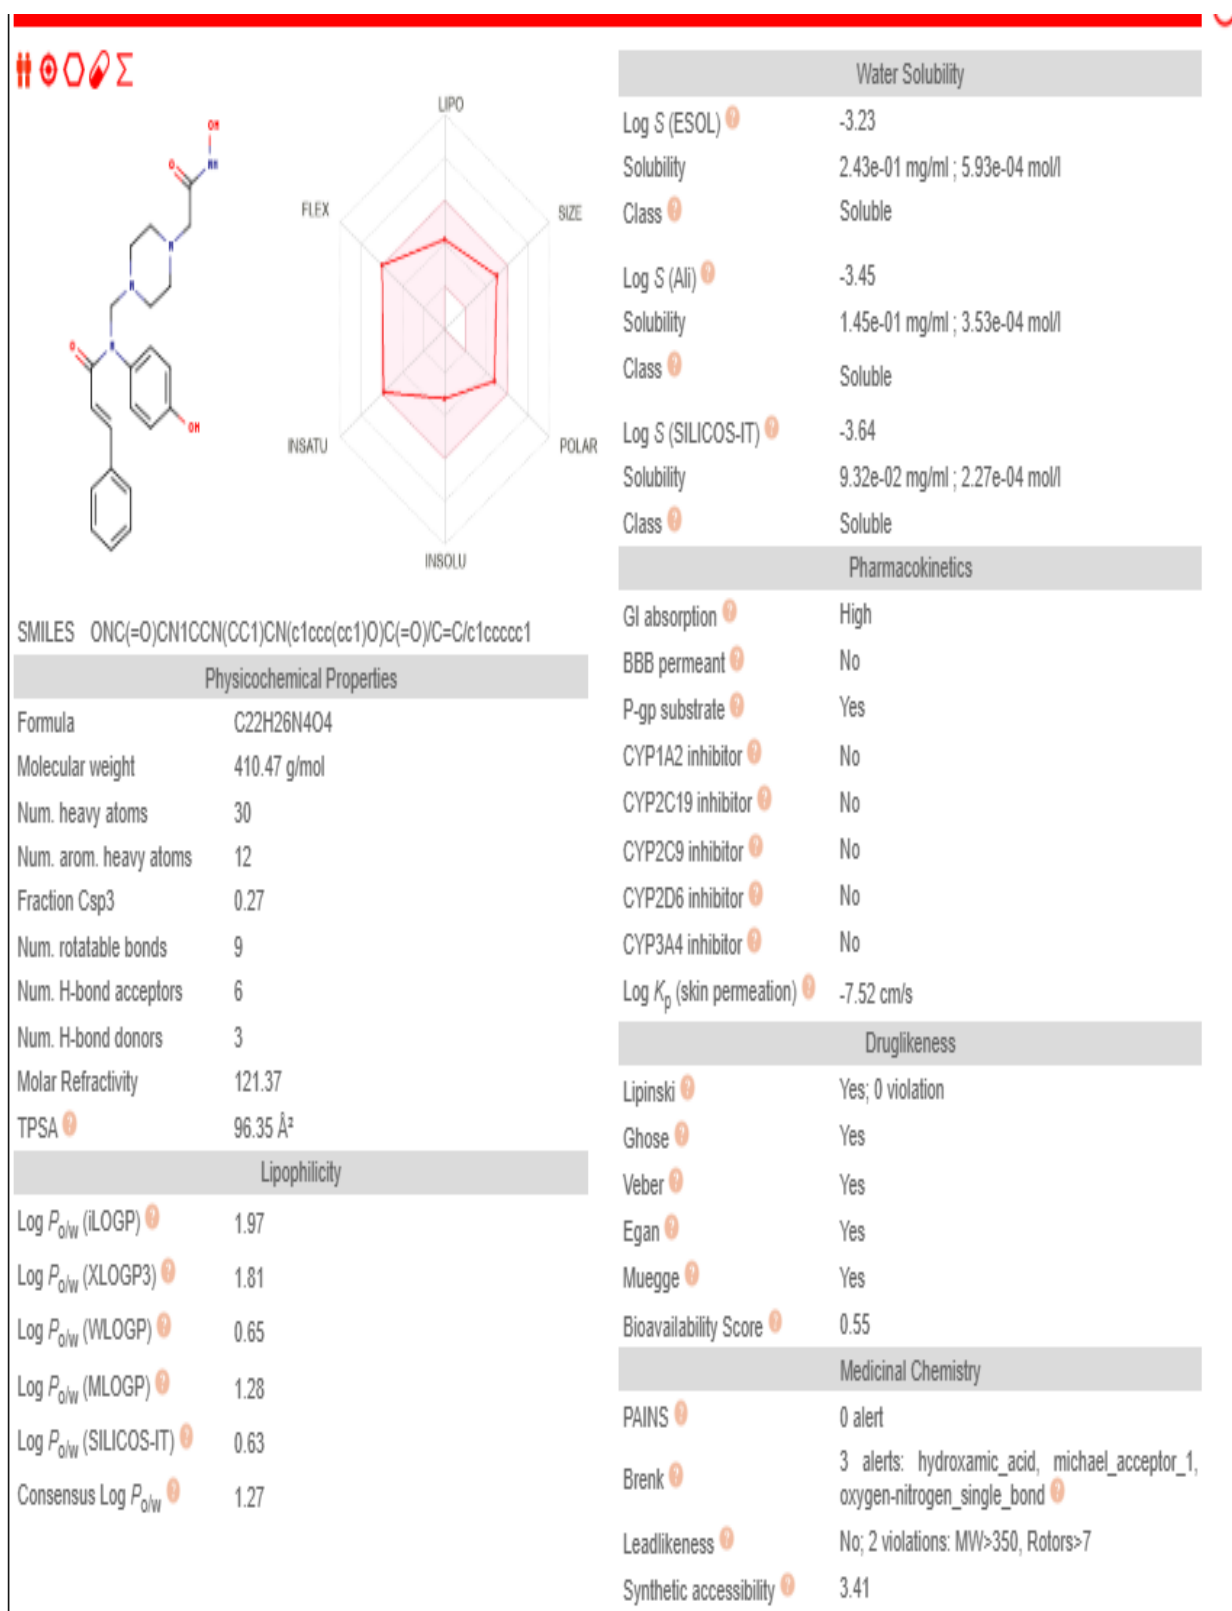 LIPO
FLEX
SIZE
INSATU
POLAR
INSOLU
OH
NH
O
N
N
O
N
OH
SMILES ONC(=O)CN1CCN(CC1)CN(c1ccc(cc1)O)C(=O)/C=C/c1ccccc1
Physicochemical Properties
Formula C22H26N4O4
Molecular weight 410.47 g/mol
Num. heavy atoms 30
Num. arom. heavy atoms 12
Fraction Csp3 0.27
Num. rotatable bonds 9
Num. H-bond acceptors 6
Num. H-bond donors 3
Molar Refractivity 121.37
TPSA ? 96.35 Å²
Lipophilicity
Log Po/w (iLOGP) ? 1.97
Log Po/w (XLOGP3) ? 1.81
Log Po/w (WLOGP) ? 0.65
Log Po/w (MLOGP) ? 1.28
Log Po/w (SILICOS-IT) ? 0.63
Consensus Log Po/w ? 1.27
Water Solubility
Log S (ESOL) ? -3.23
Solubility 2.43e-01 mg/ml ; 5.93e-04 mol/l
Class ? Soluble
Log S (Ali) ? -3.45
Solubility 1.45e-01 mg/ml ; 3.53e-04 mol/l
Class ? Soluble
Log S (SILICOS-IT) ? -3.64
Solubility 9.32e-02 mg/ml ; 2.27e-04 mol/l
Class ? Soluble
Pharmacokinetics
GI absorption ? High
BBB permeant ? No
P-gp substrate ? Yes
CYP1A2 inhibitor ? No
CYP2C19 inhibitor ? No
CYP2C9 inhibitor ? No
CYP2D6 inhibitor ? No
CYP3A4 inhibitor ? No
Log Kp (skin permeation) ? -7.52 cm/s
Druglikeness
Lipinski ? Yes; 0 violation
Ghose ? Yes
Veber ? Yes
Egan ? Yes
Muegge ? Yes
Bioavailability Score ? 0.55
Medicinal Chemistry
PAINS ? 0 alert
Brenk ? 3 alerts: hydroxamic_acid, michael_acceptor_1,
oxygen-nitrogen_single_bond ?
Leadlikeness ? No; 2 violations: MW>350, Rotors>7
Synthetic accessibility ? 3.41